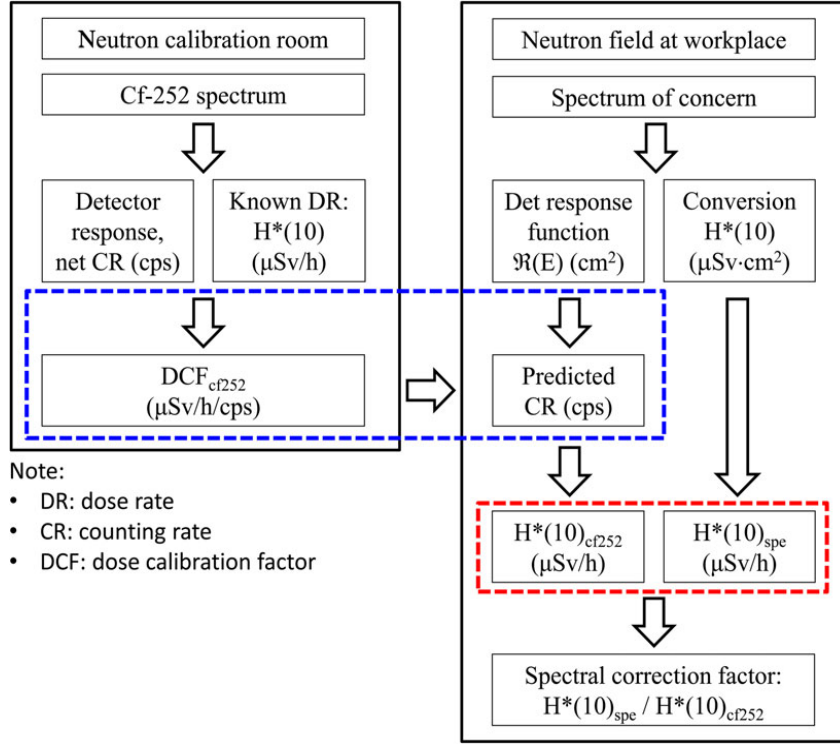 Neutron calibration room
Cf-252 spectrum
Detector
response,
net CR (cps)
Known DR:
H*(10)
(μSv/h)
DCFcf252
(μSv/h/cps)
Note:
• DR: dose rate
• CR: counting rate
• DCF: dose calibration factor
Neutron field at workplace
Spectrum of concern
Det response
function
ℜ(E) (cm²)
Conversion
H*(10)
(μSv·cm²)
Predicted
CR (cps)
H*(10)cf252
(μSv/h)
H*(10)spe
(μSv/h)
Spectral correction factor:
H*(10)spe / H*(10)cf252